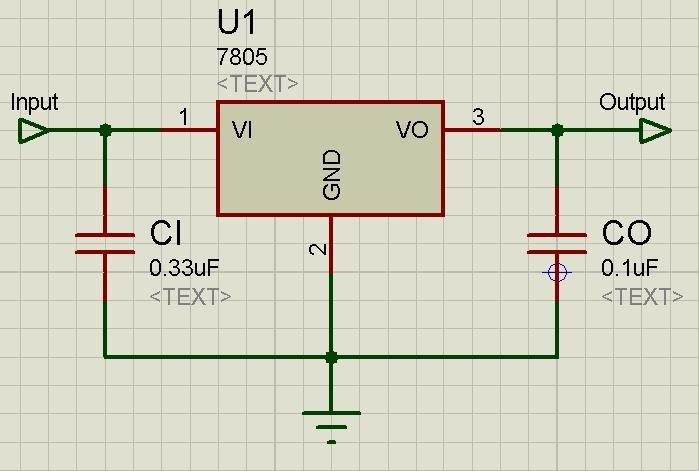 U1
7805
<TEXT>
Input
1
VI
VO
3
Output
GND
2
CI
0.33uF
<TEXT>
CO
0.1uF
<TEXT>